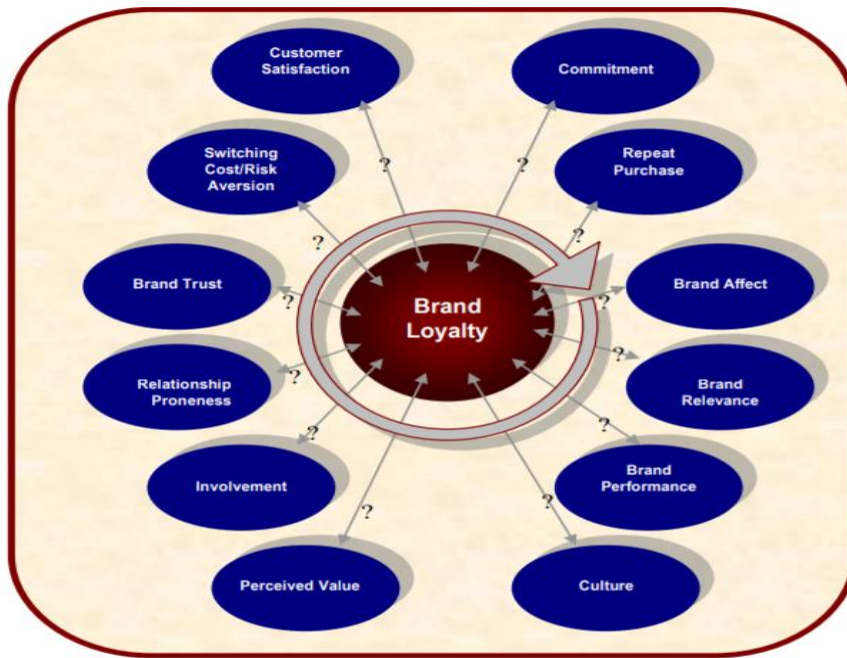 Customer
Satisfaction
Commitment
?
?
Switching
Cost/Risk
Aversion
Repeat
Purchase
?
?
Brand Trust
Brand
Loyalty
Brand Affect
?
?
Relationship
Proneness
Brand
Relevance
?
?
Involvement
Brand
Performance
?
?
?
?
Perceived Value
Culture